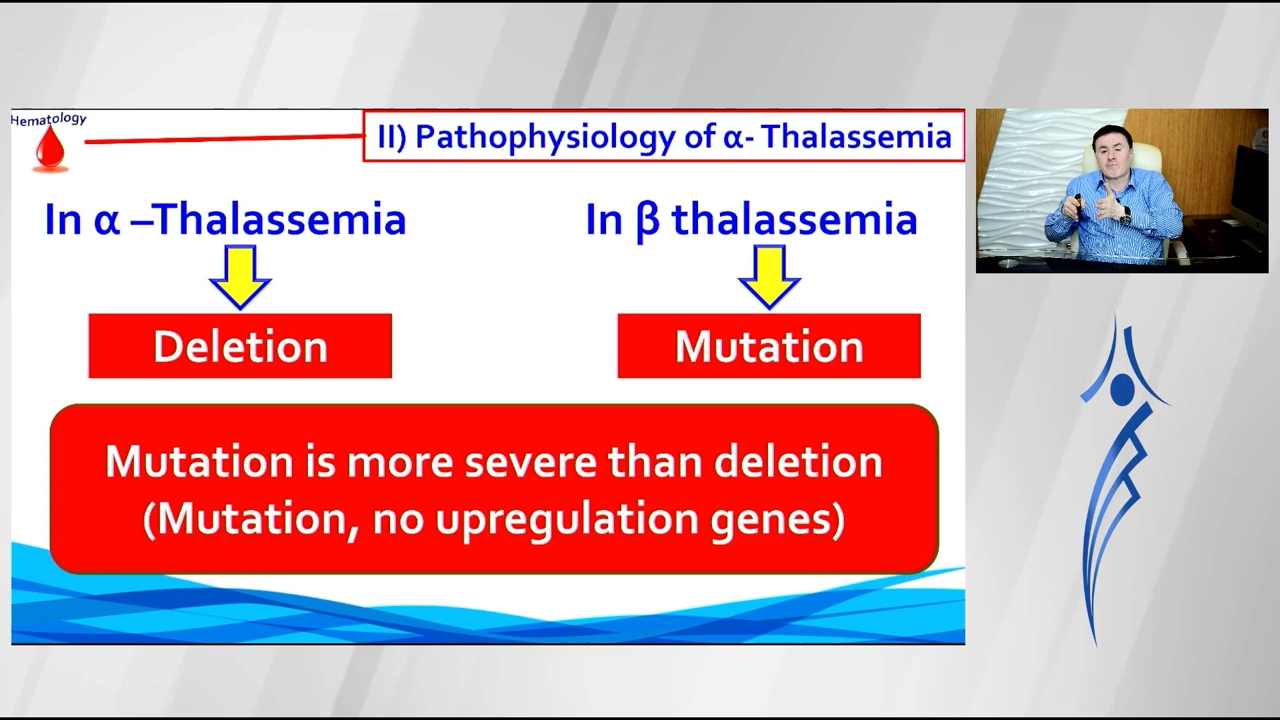 Hematology
II) Pathophysiology of α- Thalassemia
In α –Thalassemia
In β thalassemia
Deletion
Mutation
Mutation is more severe than deletion
(Mutation, no upregulation genes)